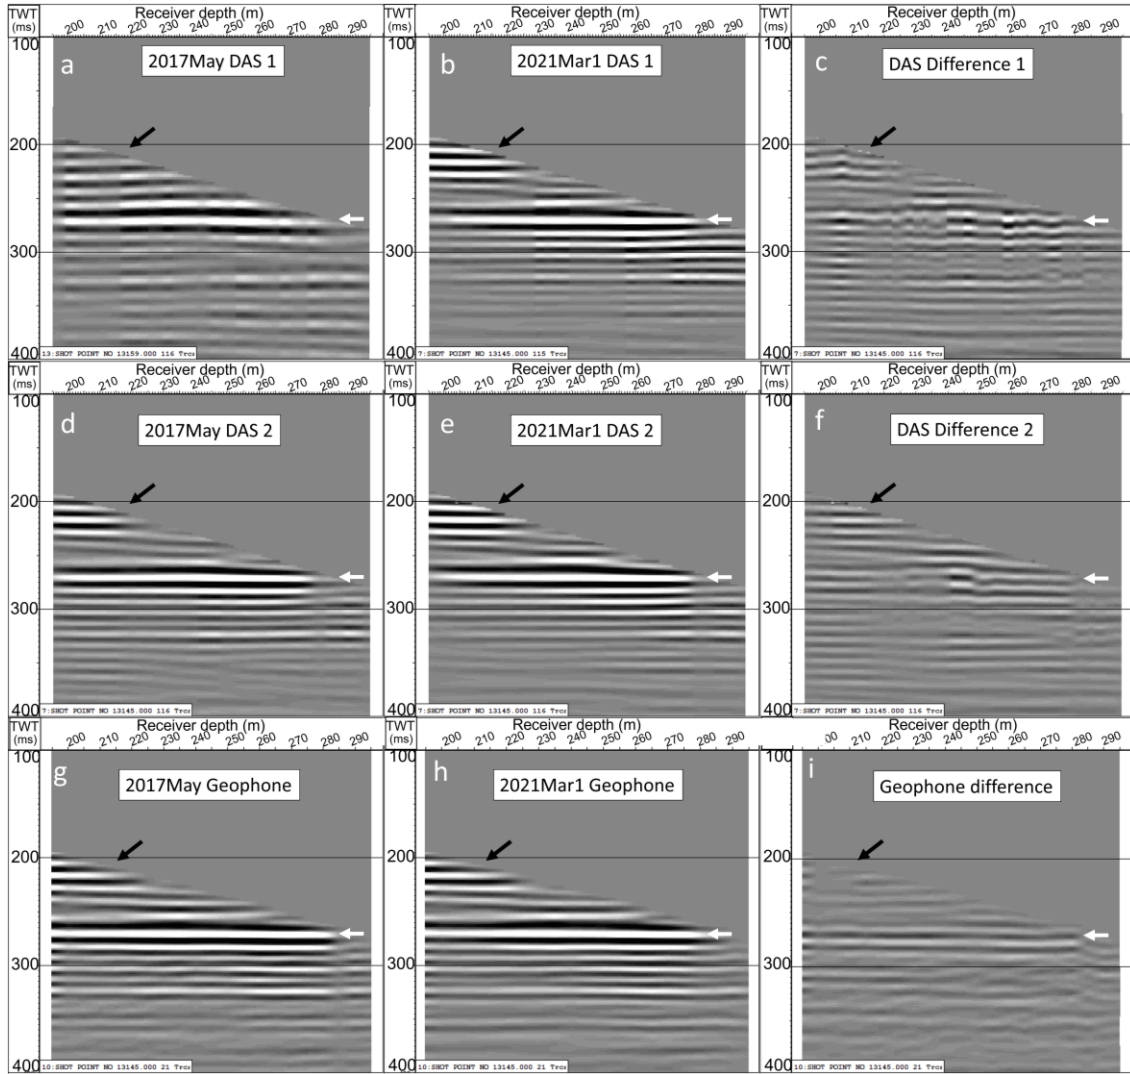 TWT Receiver depth (m) TWT Receiver depth (m) TWT Receiver depth (m)
(ms) 200 210 220 230 240 250 260 270 280 290 (ms) 200 210 220 230 240 250 260 270 280 290 (ms) 200 210 220 230 240 250 260 270 280 290
100 100 100
a 2017May DAS 1 b 2021Mar1 DAS 1 c DAS Difference 1
200 200 200
300 300 300
400 400 400
13:SHOT POINT NO 13159.000 116 Trcs 7:SHOT POINT NO 13145.000 115 Trcs 7:SHOT POINT NO 13145.000 116 Trcs
TWT Receiver depth (m) TWT Receiver depth (m) TWT Receiver depth (m)
(ms) 200 210 220 230 240 250 260 270 280 290 (ms) 200 210 220 230 240 250 260 270 280 290 (ms) 200 210 220 230 240 250 260 270 280 290
100 100 100
d 2017May DAS 2 e 2021Mar1 DAS 2 f DAS Difference 2
200 200 200
300 300 300
400 400 400
7:SHOT POINT NO 13145.000 116 Trcs 7:SHOT POINT NO 13145.000 116 Trcs 7:SHOT POINT NO 13145.000 116 Trcs
TWT Receiver depth (m) TWT Receiver depth (m) TWT Receiver depth (m)
(ms) 200 210 220 230 240 250 260 270 280 290 (ms) 200 210 220 230 240 250 260 270 280 290 (ms) 00 210 220 230 240 250 260 270 280 290
100 100 100
g 2017May Geophone h 2021Mar1 Geophone i Geophone difference
200 200 200
300 300 300
400 400 400
10:SHOT POINT NO 13145.000 21 Trcs 10:SHOT POINT NO 13145.000 21 Trcs 10:SHOT POINT NO 13145.000 21 Trcs